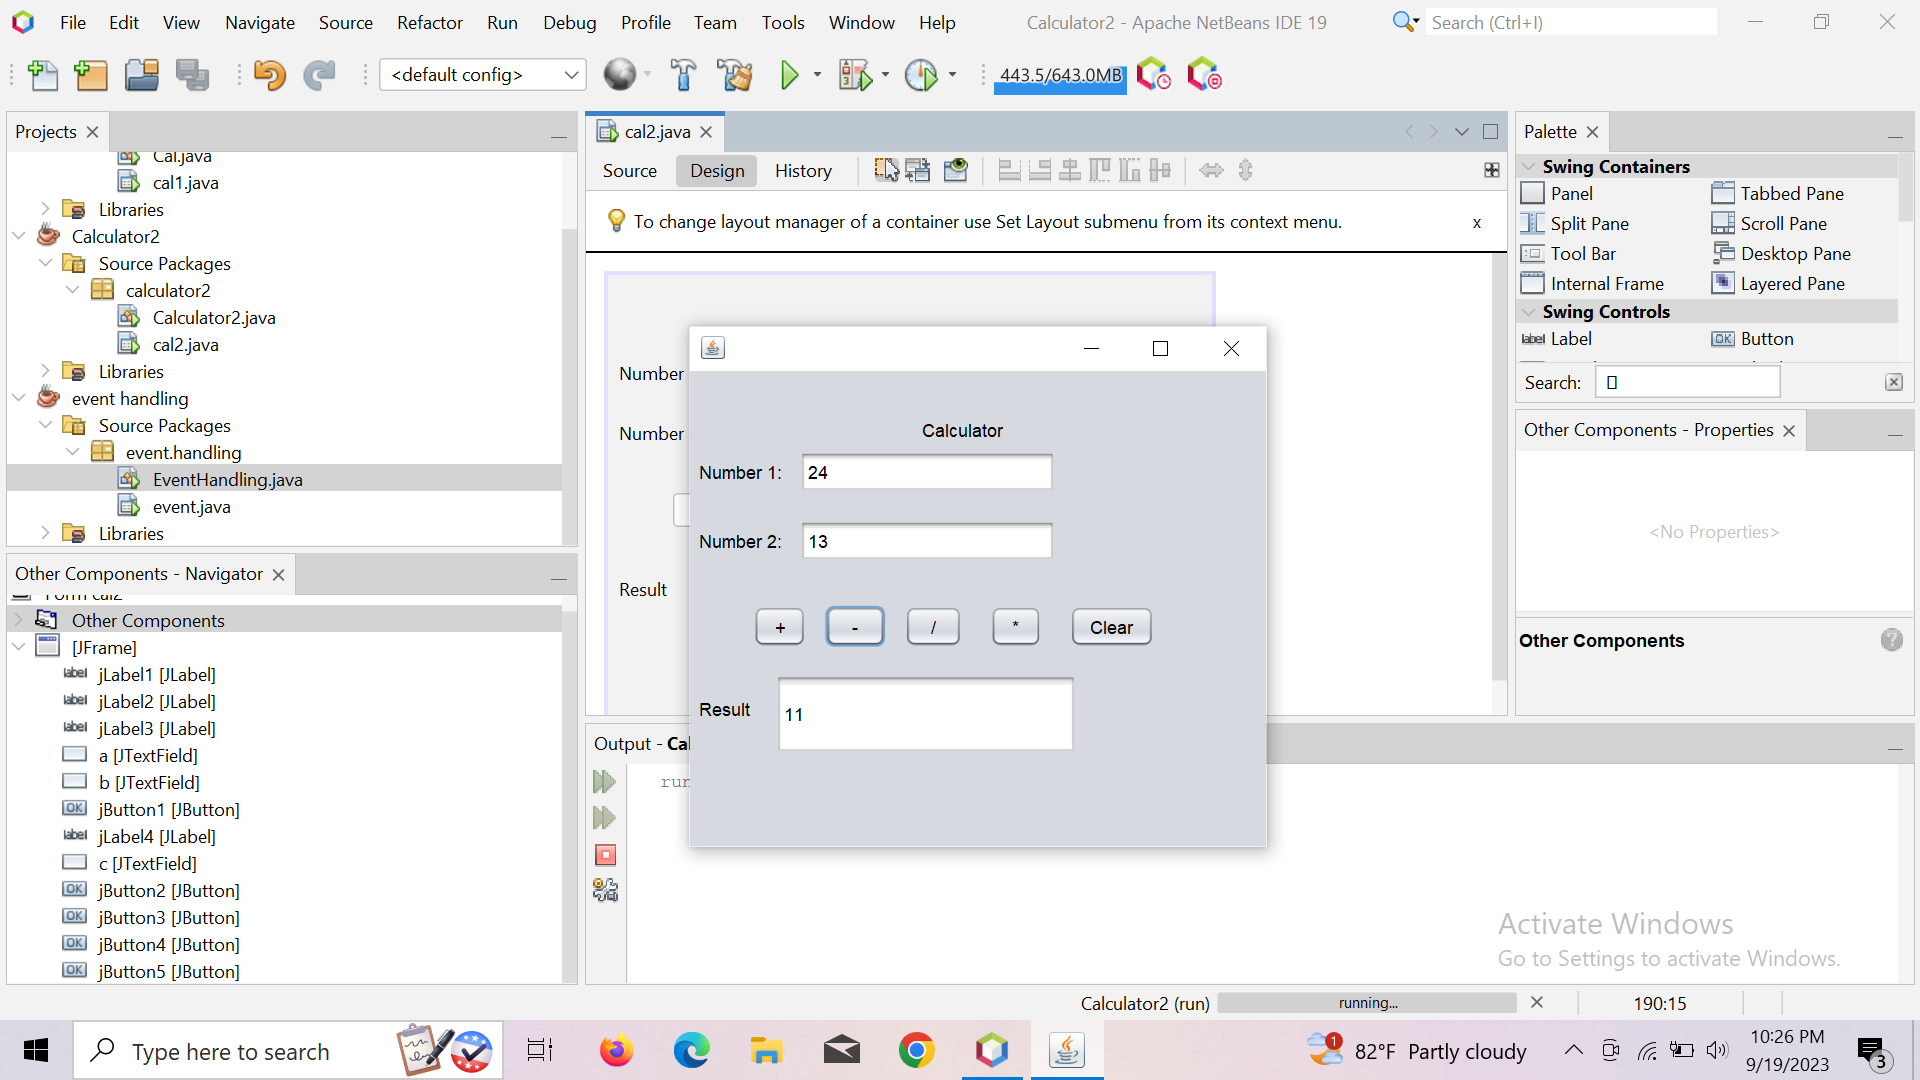 File Edit View Navigate Source Refactor Run Debug Profile Team Tools Window Help
Calculator2 - Apache NetBeans IDE 19
Search (Ctrl+I)
<default config>
443.5/643.0MB
Projects
Cal.java
cal1.java
Libraries
Calculator2
Source Packages
calculator2
Calculator2.java
cal2.java
Libraries
event handling
Source Packages
event.handling
EventHandling.java
event.java
Libraries
Other Components - Navigator
Form cal2
Other Components
[JFrame]
jLabel1 [JLabel]
jLabel2 [JLabel]
jLabel3 [JLabel]
a [JTextField]
b [JTextField]
jButton1 [JButton]
jLabel4 [JLabel]
c [JTextField]
jButton2 [JButton]
jButton3 [JButton]
jButton4 [JButton]
jButton5 [JButton]
cal2.java
Source Design History
To change layout manager of a container use Set Layout submenu from its context menu.
x
Number
Number
Result
Calculator
Number 1: 24
Number 2: 13
+ - / * Clear
Result 11
Output - Cal
run
Palette
Swing Containers
Panel Tabbed Pane
Split Pane Scroll Pane
Tool Bar Desktop Pane
Internal Frame Layered Pane
Swing Controls
label Label OK Button
Search:
Other Components - Properties
<No Properties>
Other Components
Activate Windows
Go to Settings to activate Windows.
Calculator2 (run) running... 190:15
Type here to search
1
82°F Partly cloudy
10:26 PM
9/19/2023
3